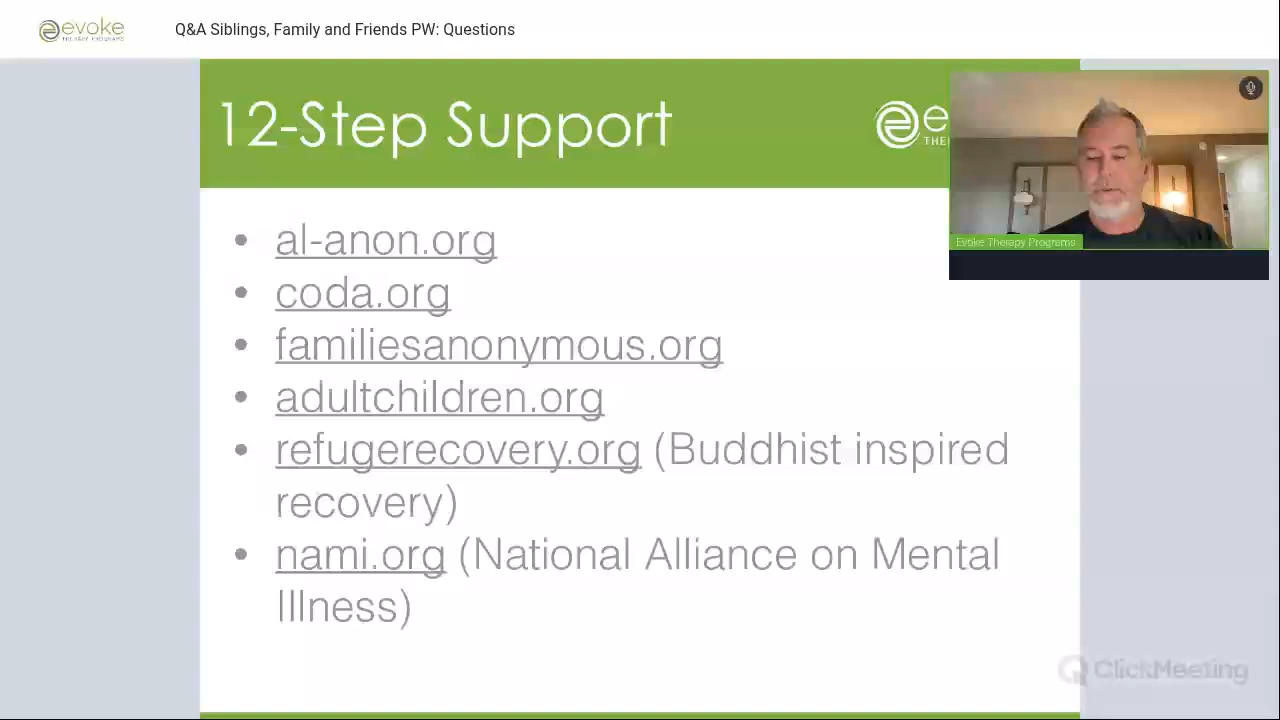 evoke
THERAPY PROGRAMS
Q&A Siblings, Family and Friends PW: Questions
12-Step Support
e
THE
Evoke Therapy Programs
• al-anon.org
• coda.org
• familiesanonymous.org
• adultchildren.org
• refugerecovery.org (Buddhist inspired
recovery)
• nami.org (National Alliance on Mental
Illness)
ClickMeeting